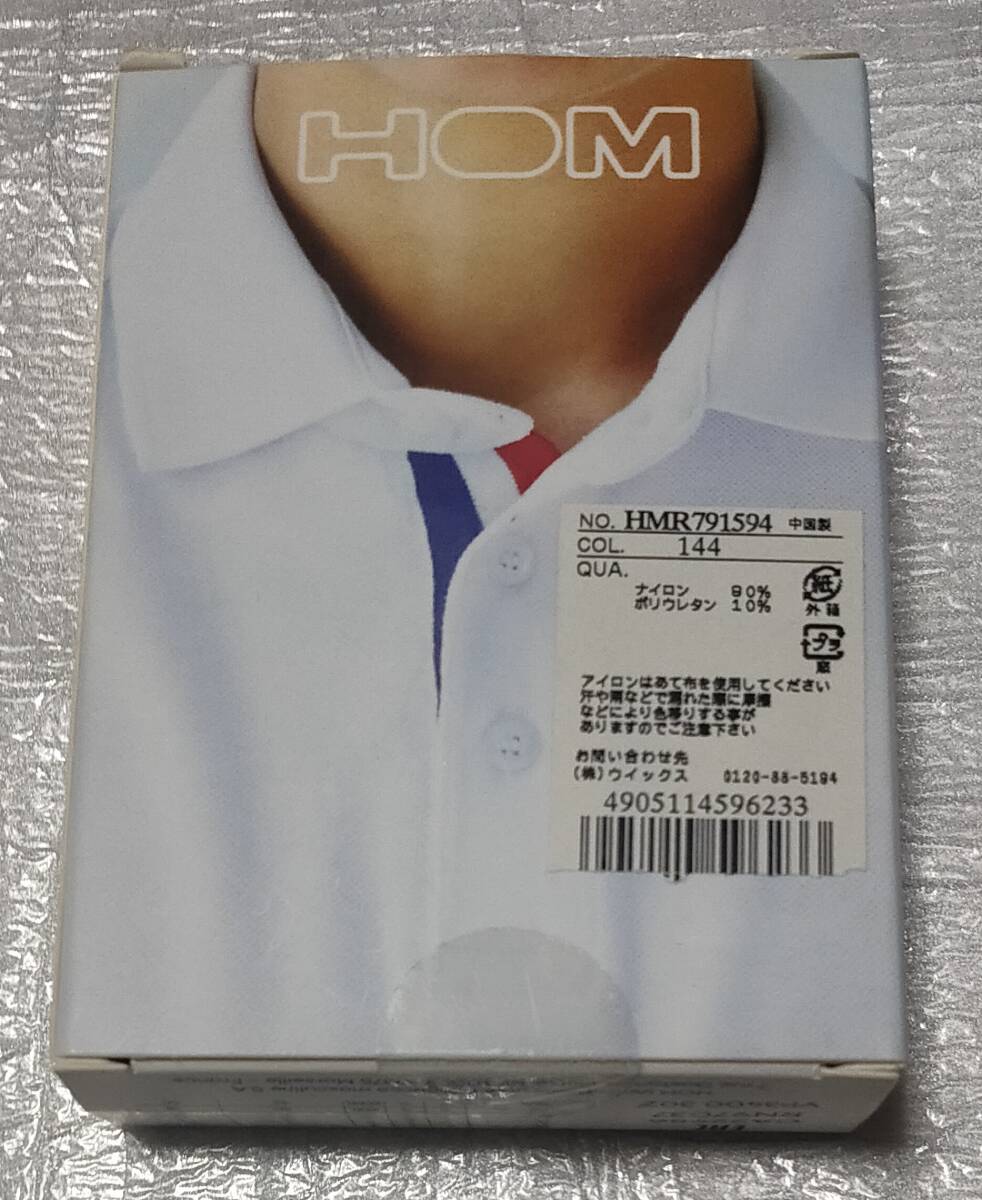 HOM
NO. HMR791594 中国製
COL. 144
QUA.
ナイロン 90%
ポリウレタン 10%
紙
外箱
プラ
窓
アイロンはあて布を使用してください
汗や雨などで濡れた際に摩擦
などにより色移りする事が
ありますのでご注意下さい
お問い合わせ先
(株)ウイックス 0120-88-5194
4905114596233